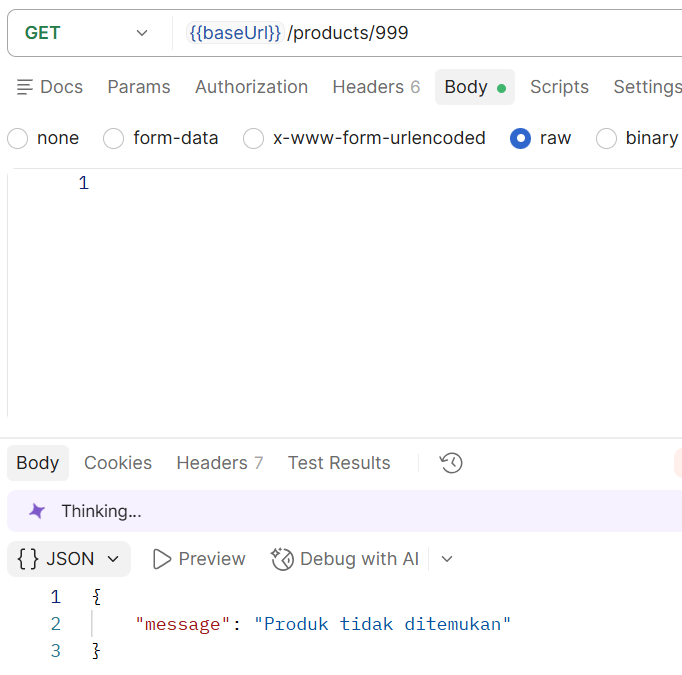 GET {{baseUrl}} /products/999
Docs Params Authorization Headers 6 Body Scripts Settings
none form-data x-www-form-urlencoded raw binary
1
Body Cookies Headers 7 Test Results
Thinking...
{} JSON Preview Debug with AI
1 {
2 "message": "Produk tidak ditemukan"
3 }